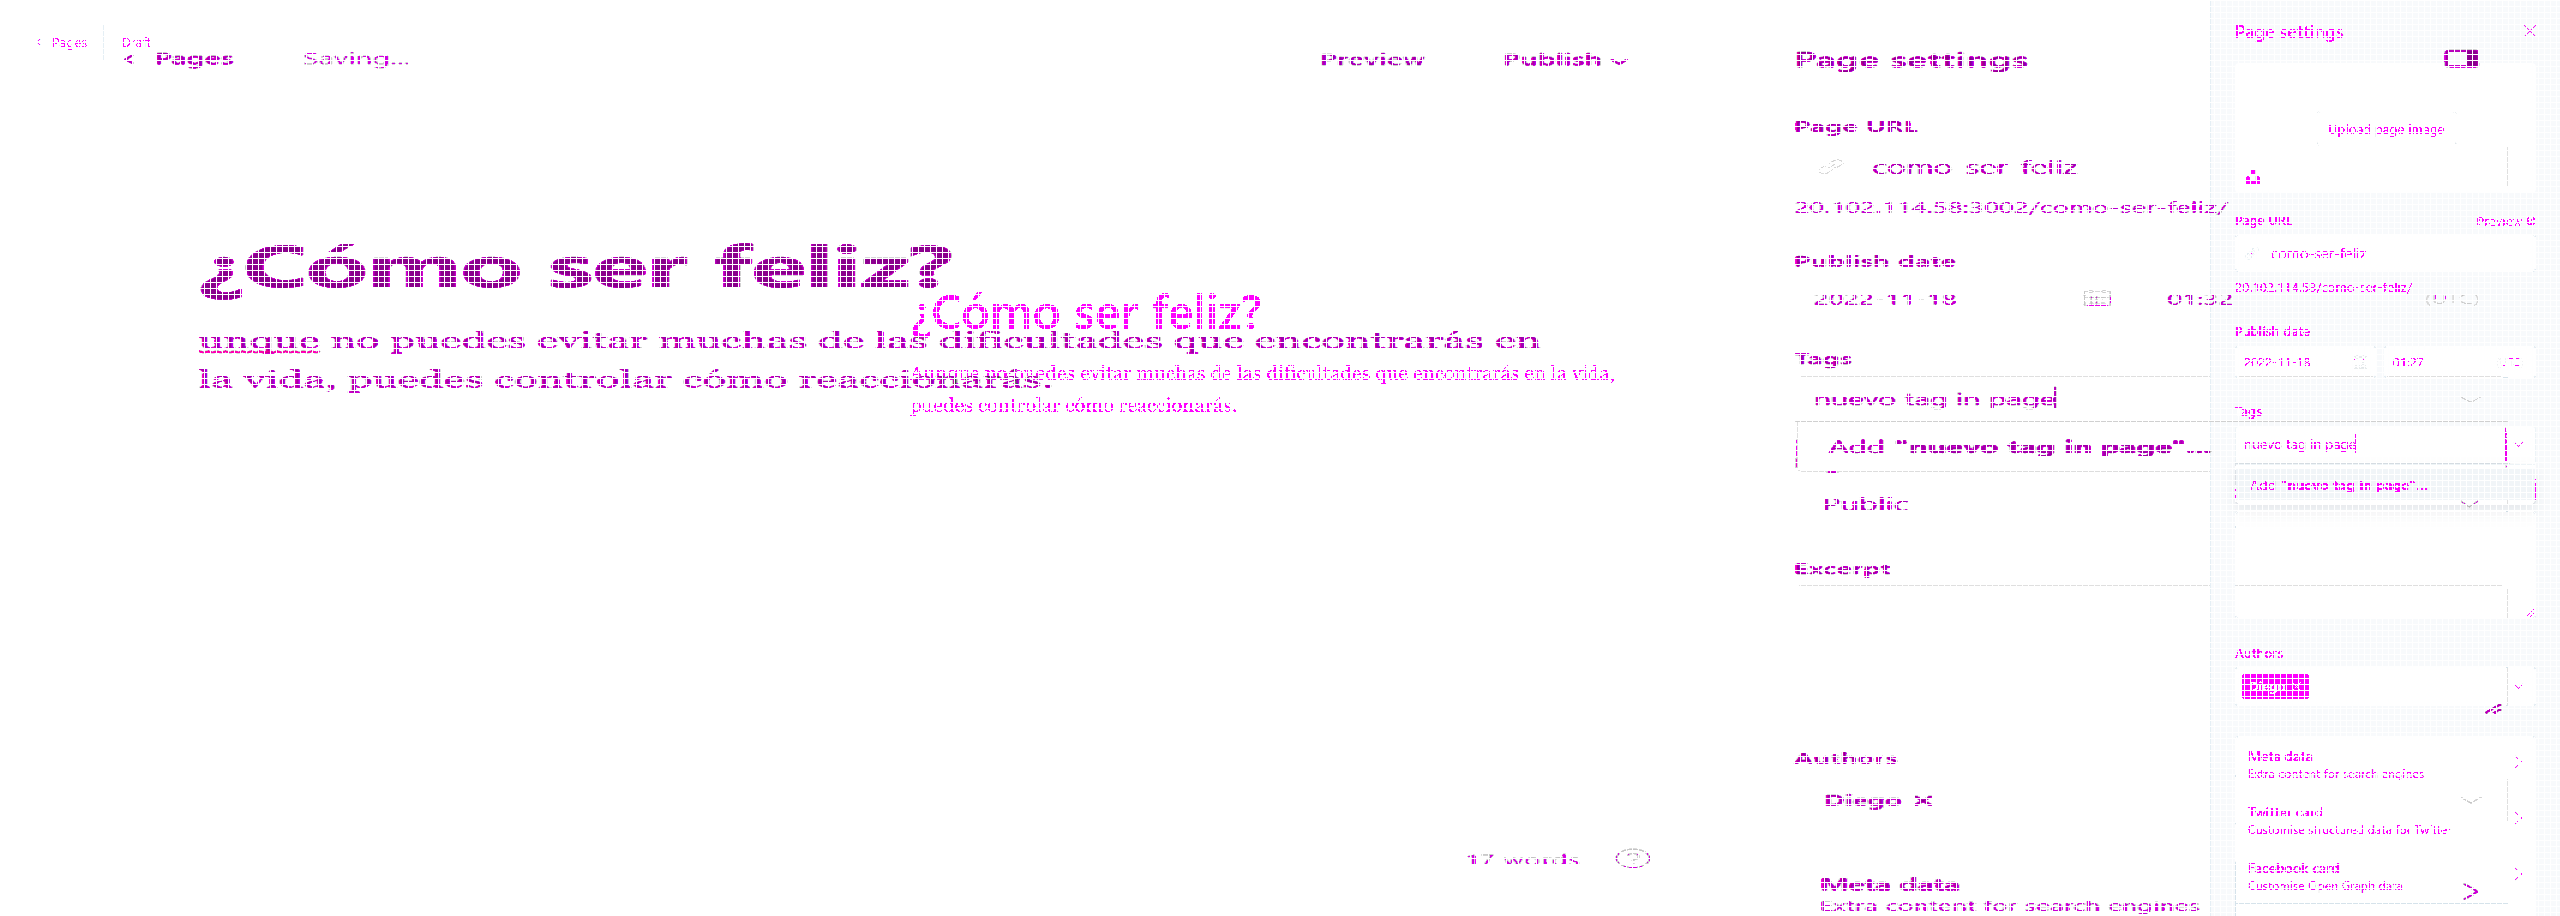 Pages
Draft
Pages
Saving...
Preview
Publish
Page settings
Page settings
Upload page image
Page URL
como ser feliz
20.102.114.58:3002/como-ser-feliz/
Page URL
Preview
como-ser-feliz
20.102.114.58/como-ser-feliz/
¿Cómo ser feliz?
unque no puedes evitar muchas de las dificultades que encontrarás en
la vida, puedes controlar cómo reaccionarás.
¿Cómo ser feliz?
Aunque no puedes evitar muchas de las dificultades que encontrarás en la vida,
puedes controlar cómo reaccionarás.
Publish date
2022-11-18
01:32
(UTC)
Publish date
2022-11-18
01:27
Tags
nuevo tag in page
Add "nuevo tag in page"...
Tags
nuevo tag in page
Add "nuevo tag in page"...
Public
Excerpt
Authors
Diego ×
Authors
Meta data
Extra content for search engines
Meta data
Extra content for search engines
Twitter card
Customise structured data for Twitter
Facebook card
Customise Open Graph data
17 words
?